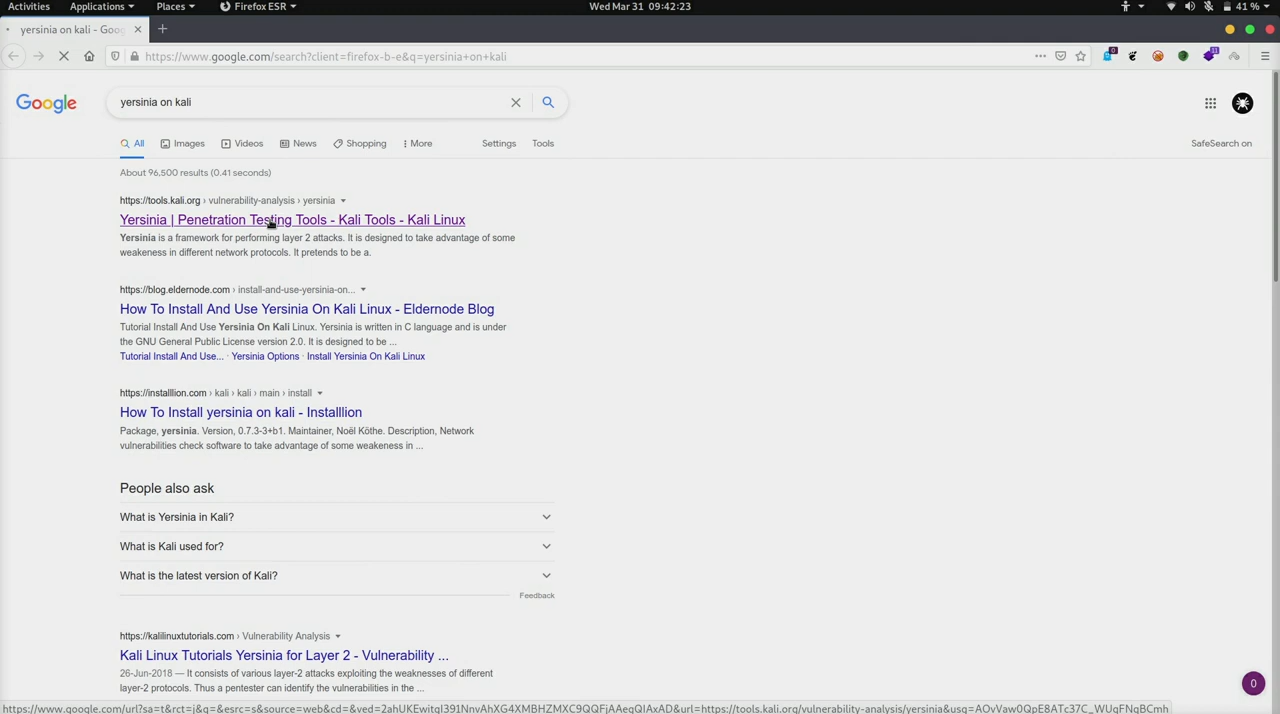 Activities Applications Places Firefox ESR Wed Mar 31 09:42:23 41 %
yersinia on kali - Goog
https://www.google.com/search?client=firefox-b-e&q=yersinia+on+kali
Google
yersinia on kali
All Images Videos News Shopping More Settings Tools SafeSearch on
About 96,500 results (0.41 seconds)
https://tools.kali.org › vulnerability-analysis › yersinia
Yersinia | Penetration Testing Tools - Kali Tools - Kali Linux
Yersinia is a framework for performing layer 2 attacks. It is designed to take advantage of some
weakness in different network protocols. It pretends to be a.
https://blog.eldernode.com › install-and-use-yersinia-on...
How To Install And Use Yersinia On Kali Linux - Eldernode Blog
Tutorial Install And Use Yersinia On Kali Linux. Yersinia is written in C language and is under
the GNU General Public License version 2.0. It is designed to be ...
Tutorial Install And Use... · Yersinia Options · Install Yersinia On Kali Linux
https://installlion.com › kali › kali › main › install
How To Install yersinia on kali - Installlion
Package, yersinia. Version, 0.7.3-3+b1. Maintainer, Noël Köthe. Description, Network
vulnerabilities check software to take advantage of some weakness in ...
People also ask
What is Yersinia in Kali?
What is Kali used for?
What is the latest version of Kali?
Feedback
https://kalilinuxtutorials.com › Vulnerability Analysis
Kali Linux Tutorials Yersinia for Layer 2 - Vulnerability ...
26-Jun-2018 — It consists of various layer-2 attacks exploiting the weaknesses of different
layer-2 protocols. Thus a pentester can identify the vulnerabilities in the ...
0